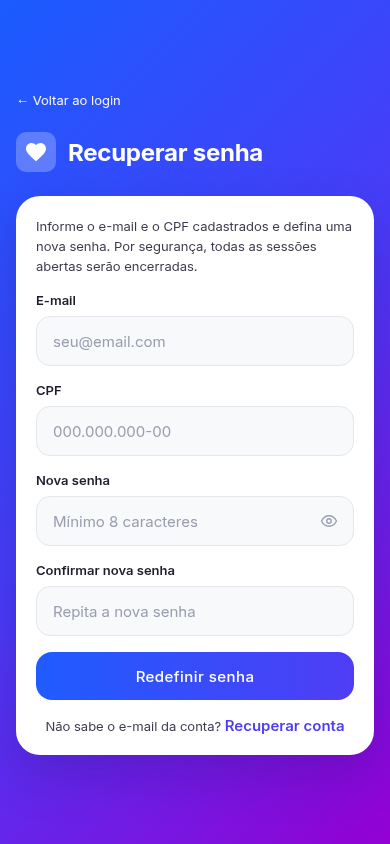 ← Voltar ao login
Recuperar senha
Informe o e-mail e o CPF cadastrados e defina uma
nova senha. Por segurança, todas as sessões
abertas serão encerradas.
E-mail
seu@email.com
CPF
000.000.000-00
Nova senha
Mínimo 8 caracteres
Confirmar nova senha
Repita a nova senha
Redefinir senha
Não sabe o e-mail da conta? Recuperar conta